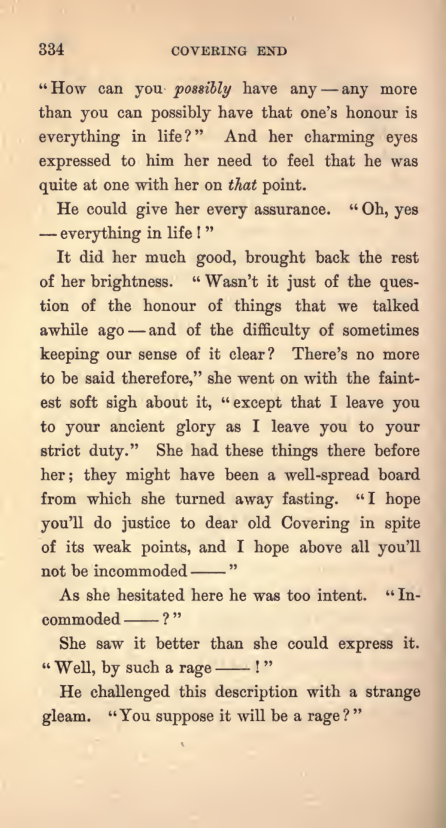 334 COVERING END
“How can you possibly have any — any more
than you can possibly have that one's honour is
everything in life?” And her charming eyes
expressed to him her need to feel that he was
quite at one with her on that point.
He could give her every assurance. “Oh, yes
— everything in life!”
It did her much good, brought back the rest
of her brightness. “Wasn't it just of the ques-
tion of the honour of things that we talked
awhile ago — and of the difficulty of sometimes
keeping our sense of it clear? There's no more
to be said therefore,” she went on with the faint-
est soft sigh about it, “except that I leave you
to your ancient glory as I leave you to your
strict duty.” She had these things there before
her; they might have been a well-spread board
from which she turned away fasting. “I hope
you'll do justice to dear old Covering in spite
of its weak points, and I hope above all you'll
not be incommoded ——”
As she hesitated here he was too intent. “In-
commoded ——?”
She saw it better than she could express it.
“Well, by such a rage ——!”
He challenged this description with a strange
gleam. “You suppose it will be a rage?”